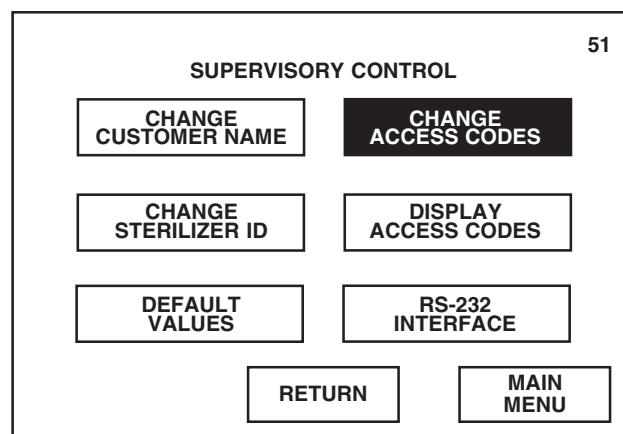 51
SUPERVISORY CONTROL
CHANGE
CUSTOMER NAME
CHANGE
ACCESS CODES
CHANGE
STERILIZER ID
DISPLAY
ACCESS CODES
DEFAULT
VALUES
RS-232
INTERFACE
RETURN
MAIN
MENU